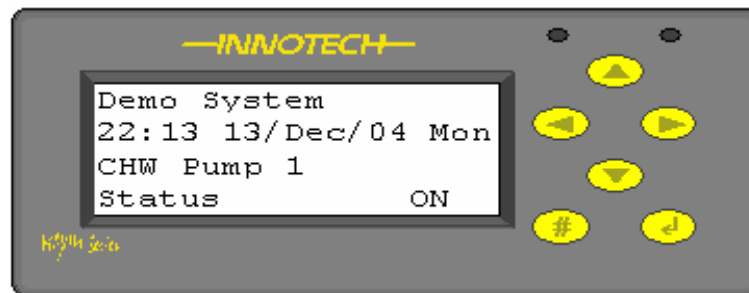 INNOTECH
Demo System
22:13 13/Dec/04 Mon
CHW Pump 1
Status ON
#